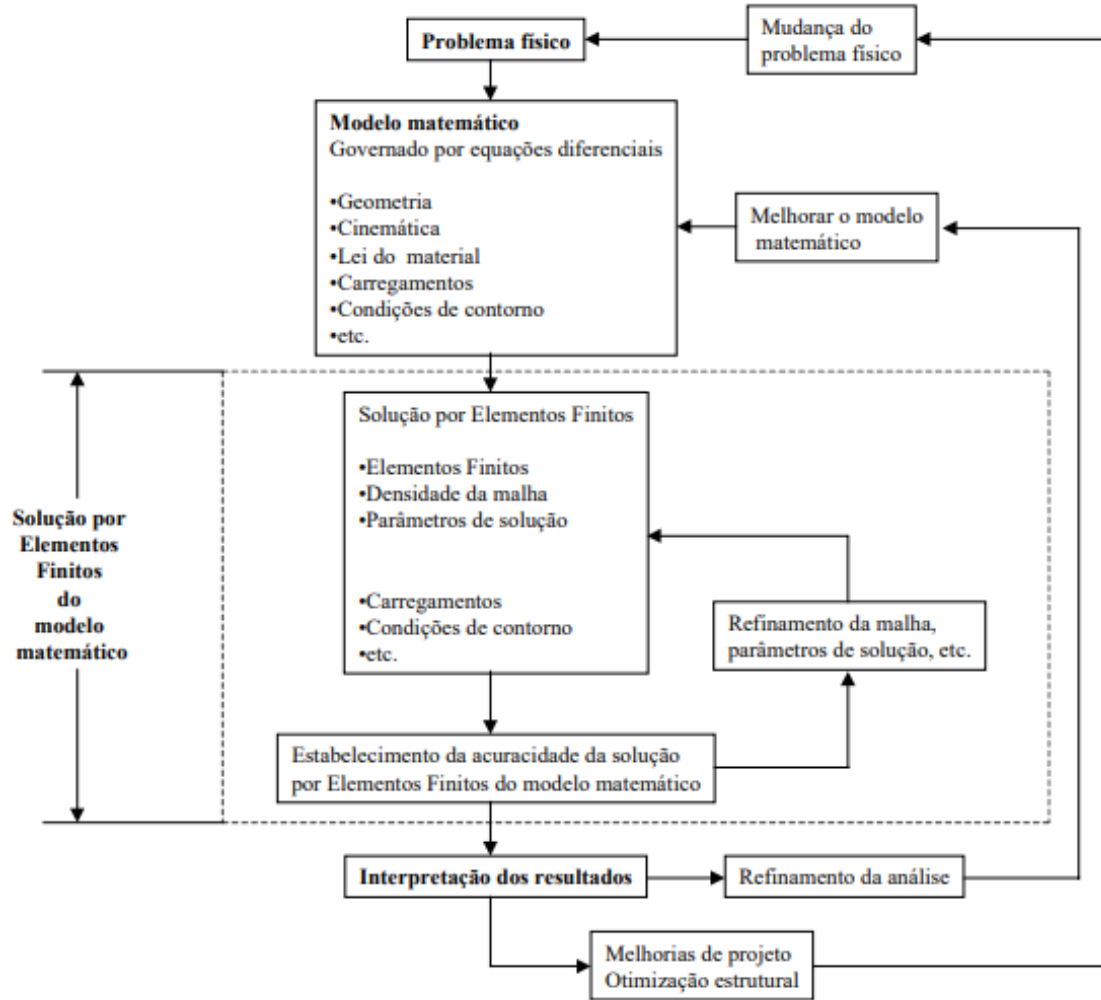 Problema físico
Mudança do
problema físico
Modelo matemático
Governado por equações diferenciais
•Geometria
•Cinemática
•Lei do material
•Carregamentos
•Condições de contorno
•etc.
Melhorar o modelo
matemático
Solução por Elementos Finitos
•Elementos Finitos
•Densidade da malha
•Parâmetros de solução
•Carregamentos
•Condições de contorno
•etc.
Solução por
Elementos
Finitos
do
modelo
matemático
Refinamento da malha,
parâmetros de solução, etc.
Estabelecimento da acuracidade da solução
por Elementos Finitos do modelo matemático
Interpretação dos resultados
Refinamento da análise
Melhorias de projeto
Otimização estrutural